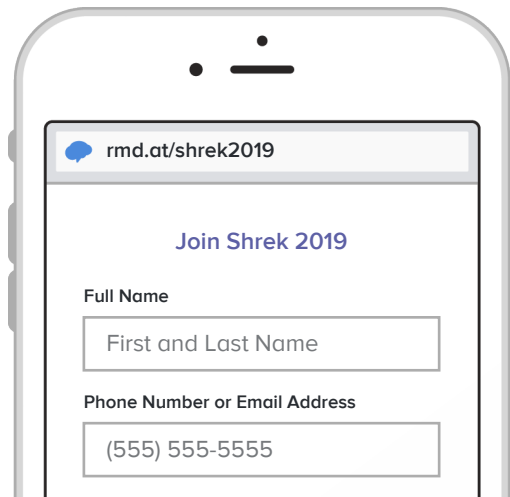 rmd.at/shrek2019
Join Shrek 2019
Full Name
First and Last Name
Phone Number or Email Address
(555) 555-5555